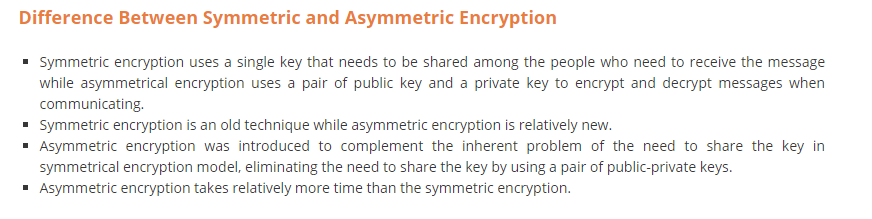 Difference Between Symmetric and Asymmetric Encryption
▪ Symmetric encryption uses a single key that needs to be shared among the people who need to receive the message
while asymmetrical encryption uses a pair of public key and a private key to encrypt and decrypt messages when
communicating.
▪ Symmetric encryption is an old technique while asymmetric encryption is relatively new.
▪ Asymmetric encryption was introduced to complement the inherent problem of the need to share the key in
symmetrical encryption model, eliminating the need to share the key by using a pair of public-private keys.
▪ Asymmetric encryption takes relatively more time than the symmetric encryption.